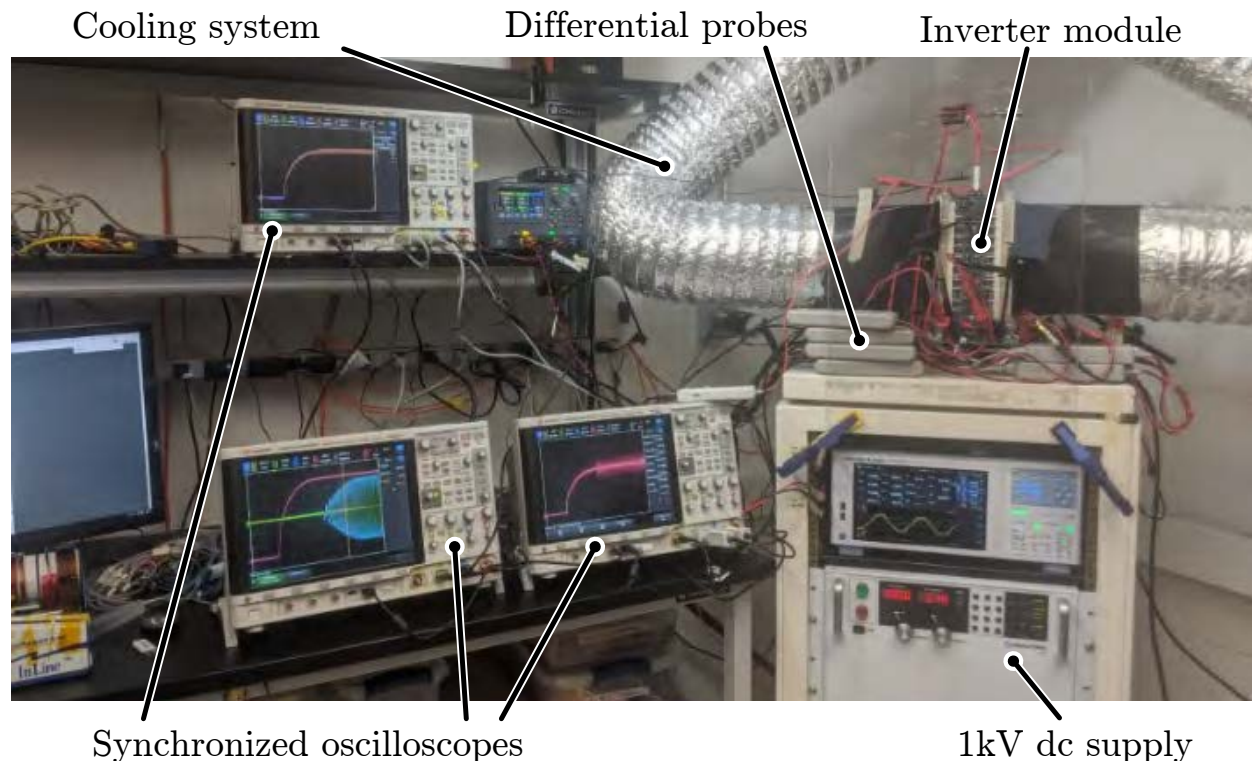 Cooling system
Differential probes
Inverter module
InLine
Synchronized oscilloscopes
1kV dc supply